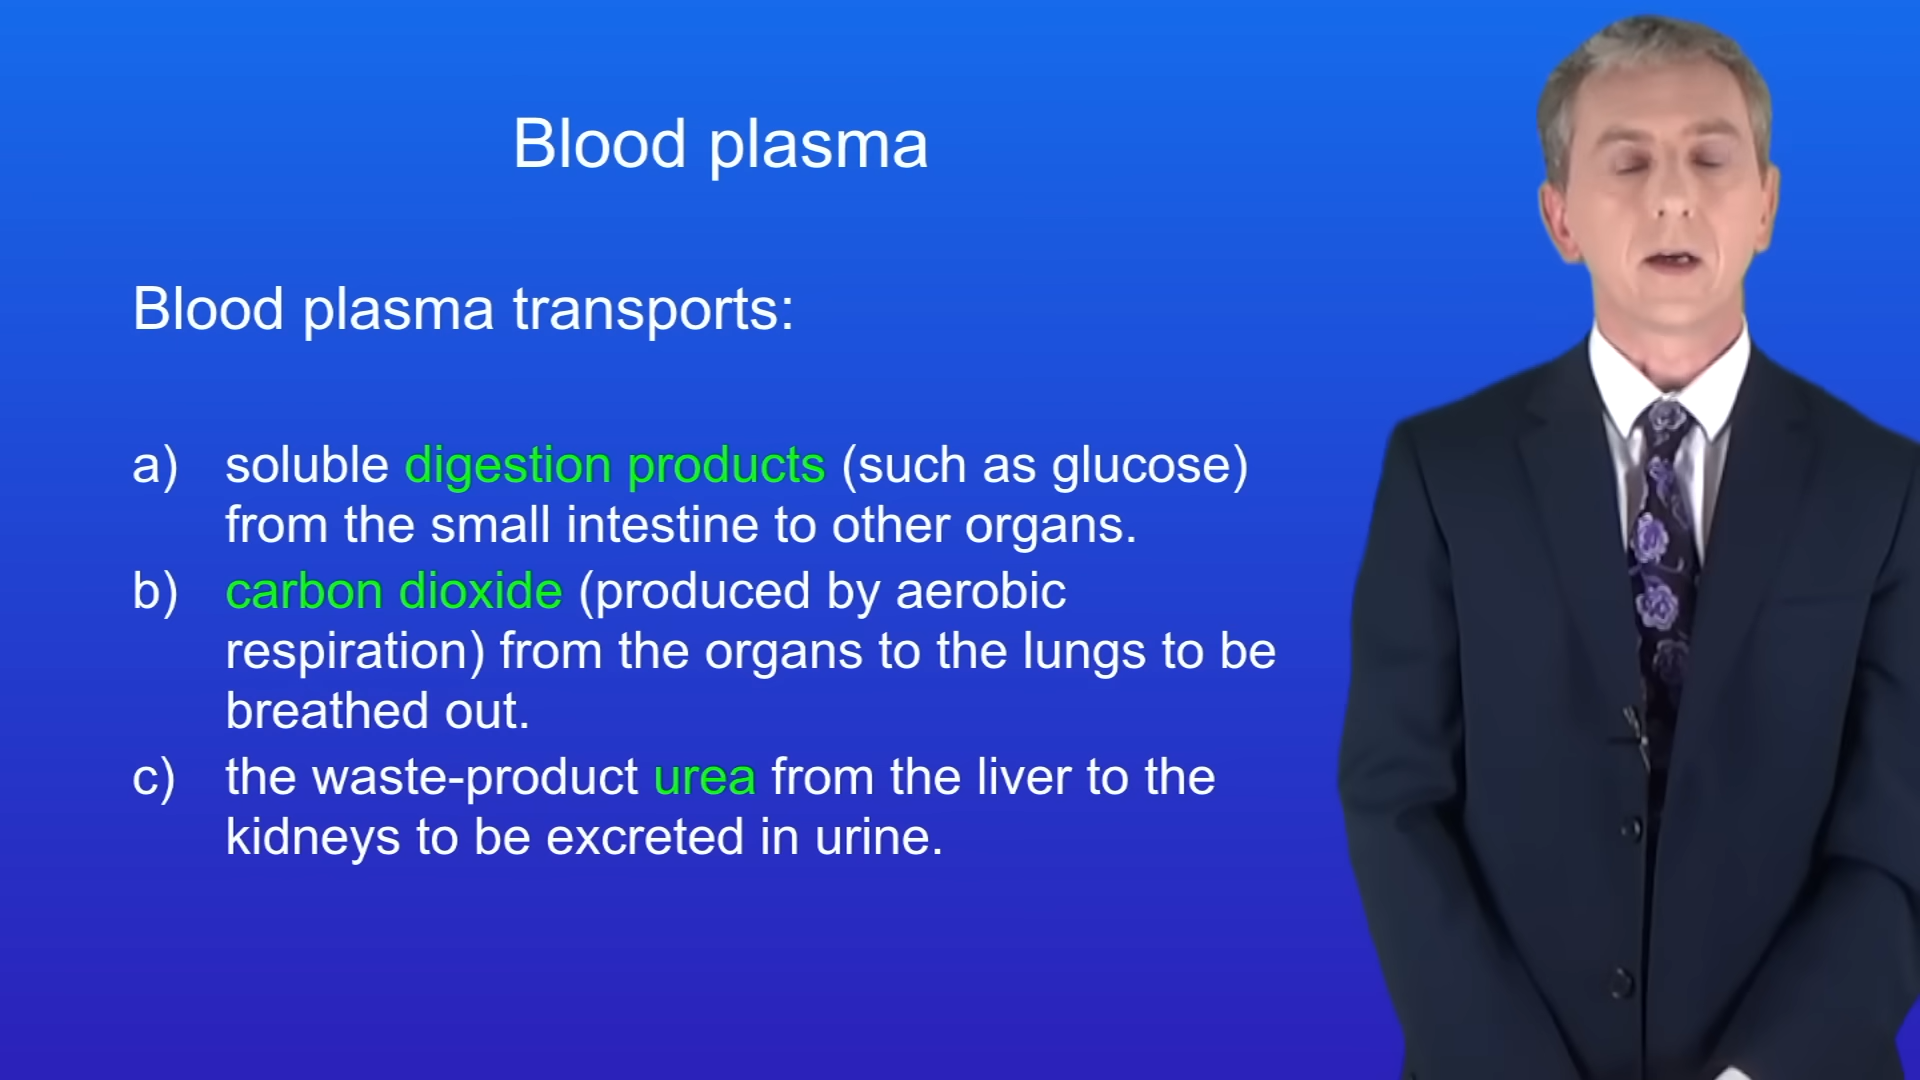 Blood plasma
Blood plasma transports:
a) soluble digestion products (such as glucose)
from the small intestine to other organs.
b) carbon dioxide (produced by aerobic
respiration) from the organs to the lungs to be
breathed out.
c) the waste-product urea from the liver to the
kidneys to be excreted in urine.